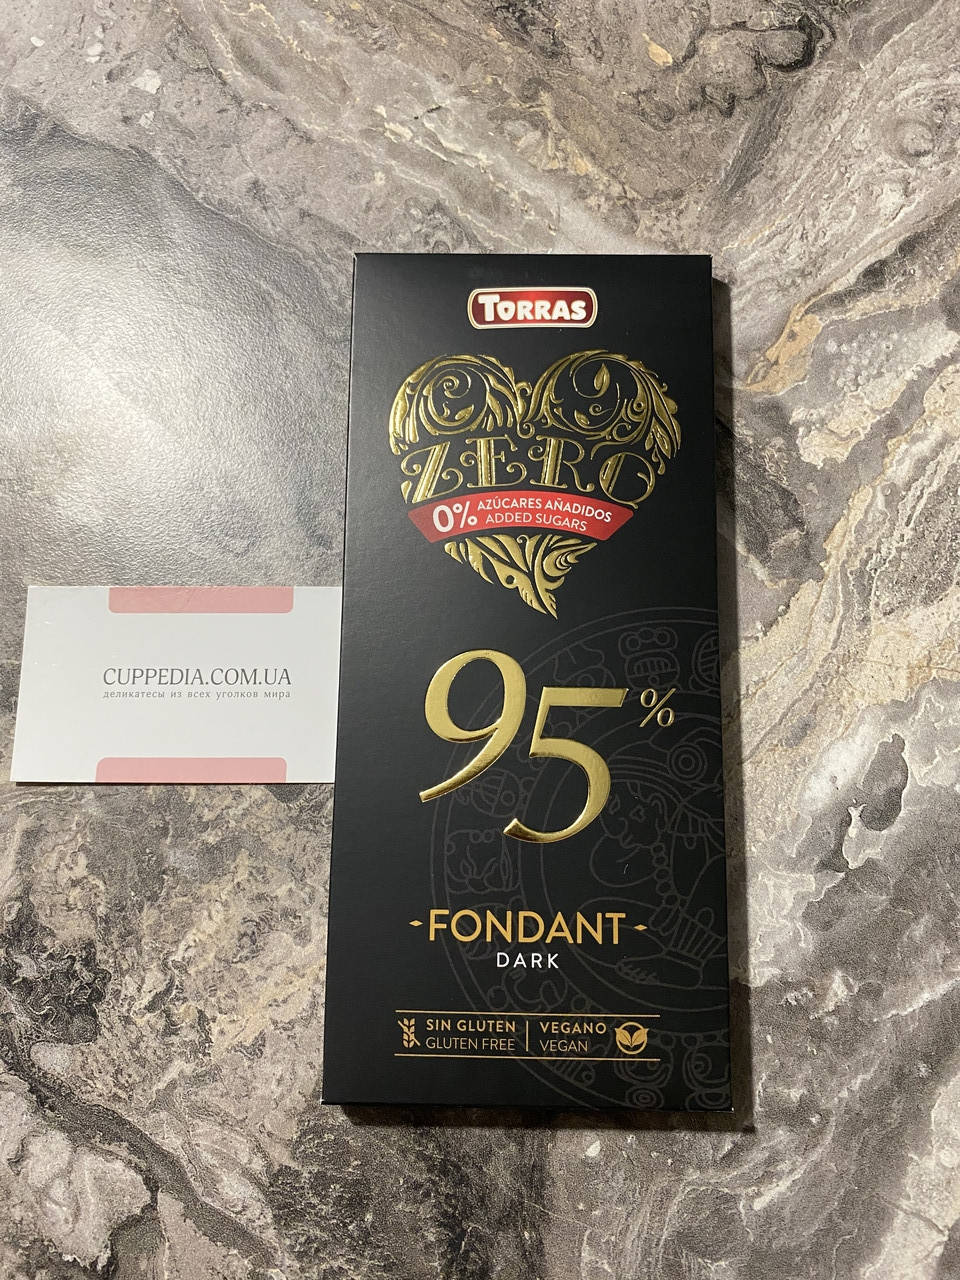 TORRAS
ZERO
0% AZÚCARES AÑADIDOS
ADDED SUGARS
95%
FONDANT
DARK
SIN GLUTEN
GLUTEN FREE
VEGANO
VEGAN
CUPPEDIA.COM.UA
деликатесы из всех уголков мира